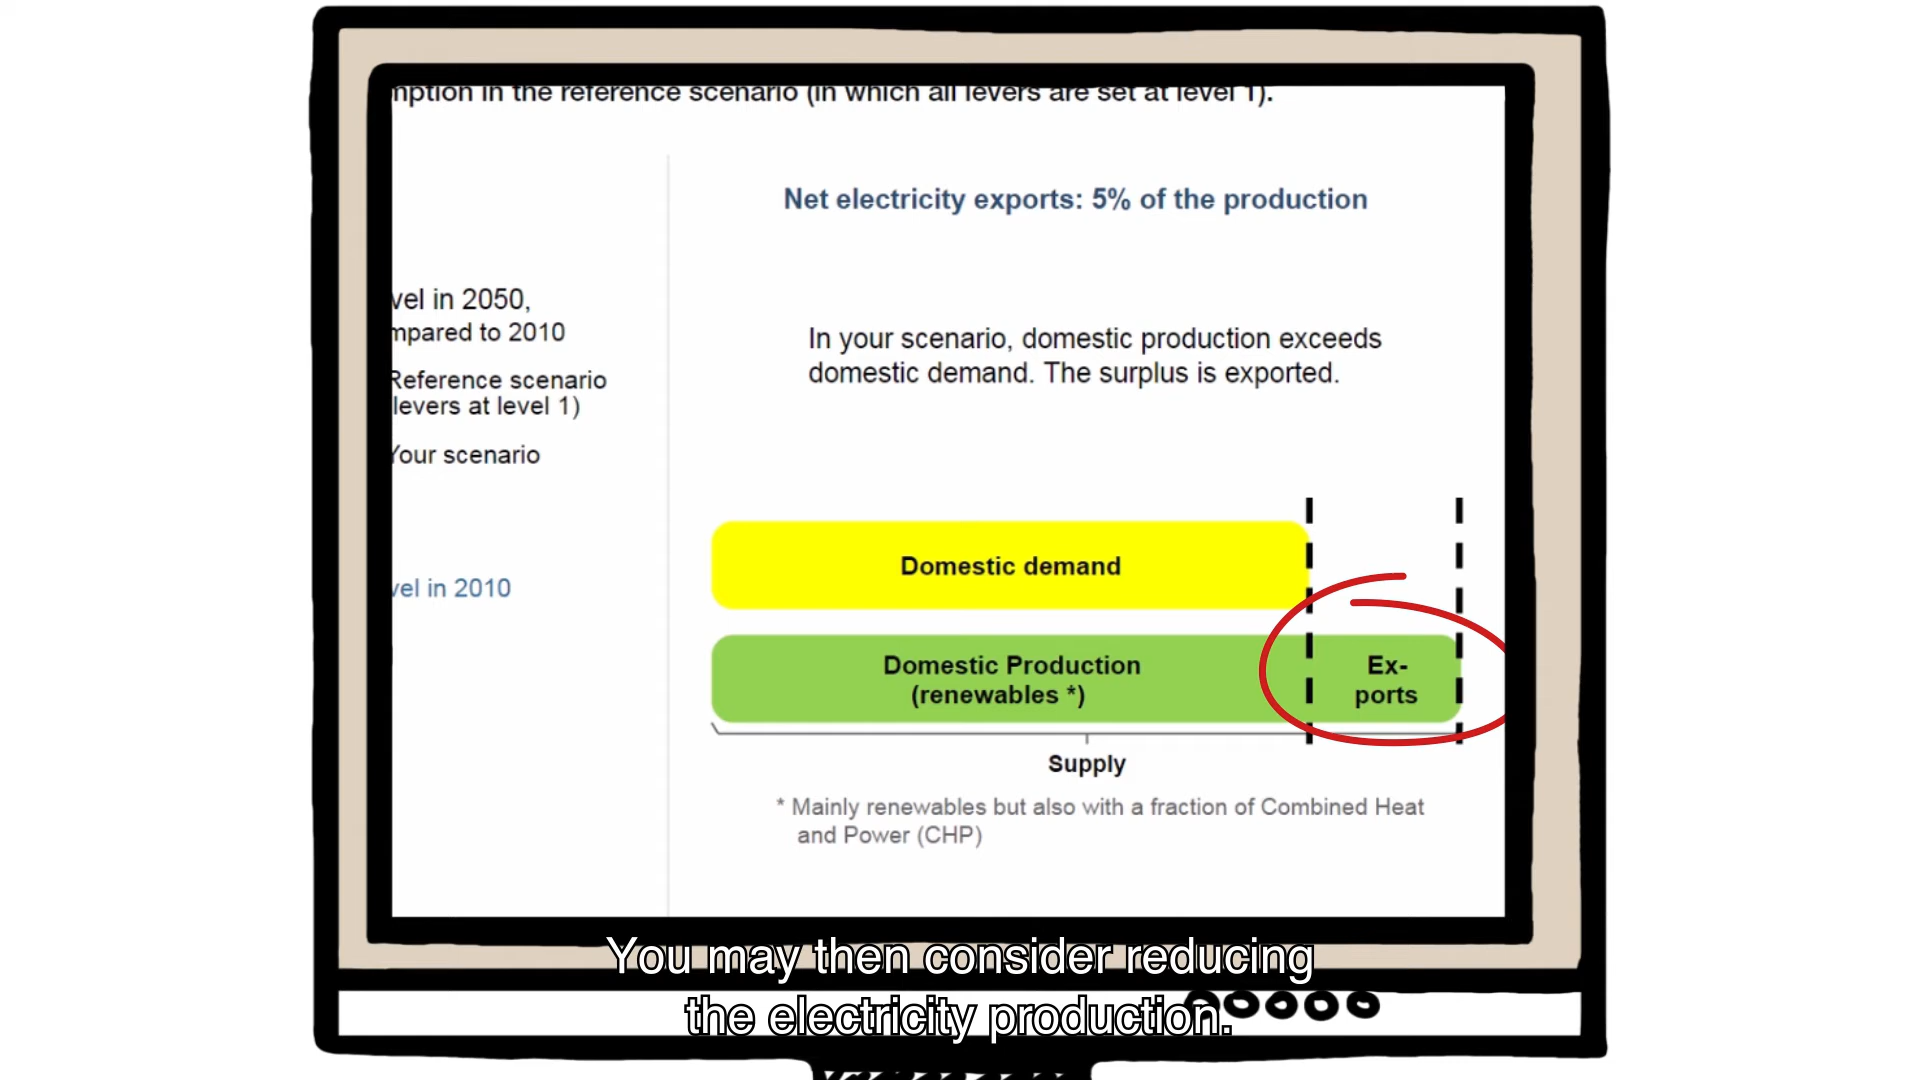 mption in the reference scenario (in which all levers are set at level 1).
Net electricity exports: 5% of the production
vel in 2050,
mpared to 2010
Reference scenario
(levers at level 1)
Your scenario
vel in 2010
In your scenario, domestic production exceeds
domestic demand. The surplus is exported.
Domestic demand
Domestic Production
(renewables *)
Ex-
ports
Supply
* Mainly renewables but also with a fraction of Combined Heat
and Power (CHP)
You may then consider reducing
the electricity production.